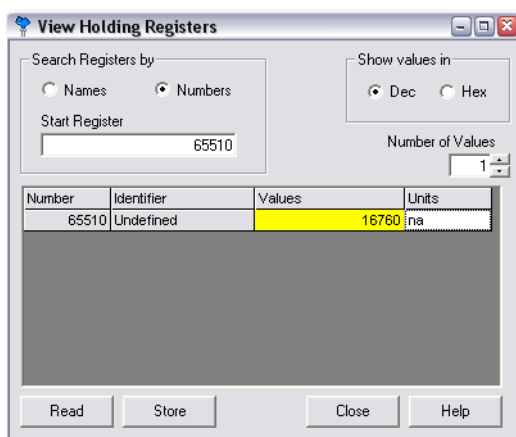 View Holding Registers
Search Registers by
Names Numbers
Start Register
65510
Show values in
Dec Hex
Number of Values
1
Number Identifier Values Units
65510 Undefined 16760 na
Read Store Close Help